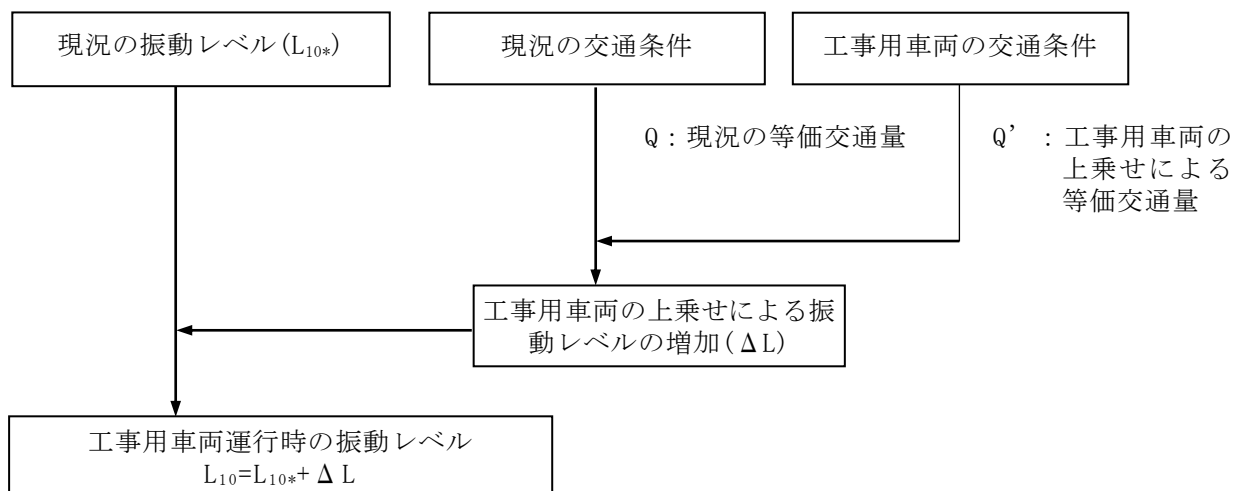 現況の振動レベル(L₁₀*)
現況の交通条件
工事用車両の交通条件
Q：現況の等価交通量
Q’ ：工事用車両の
上乗せによる
等価交通量
工事用車両の上乗せによる振
動レベルの増加(ΔL)
工事用車両運行時の振動レベル
L₁₀=L₁₀*+ΔL